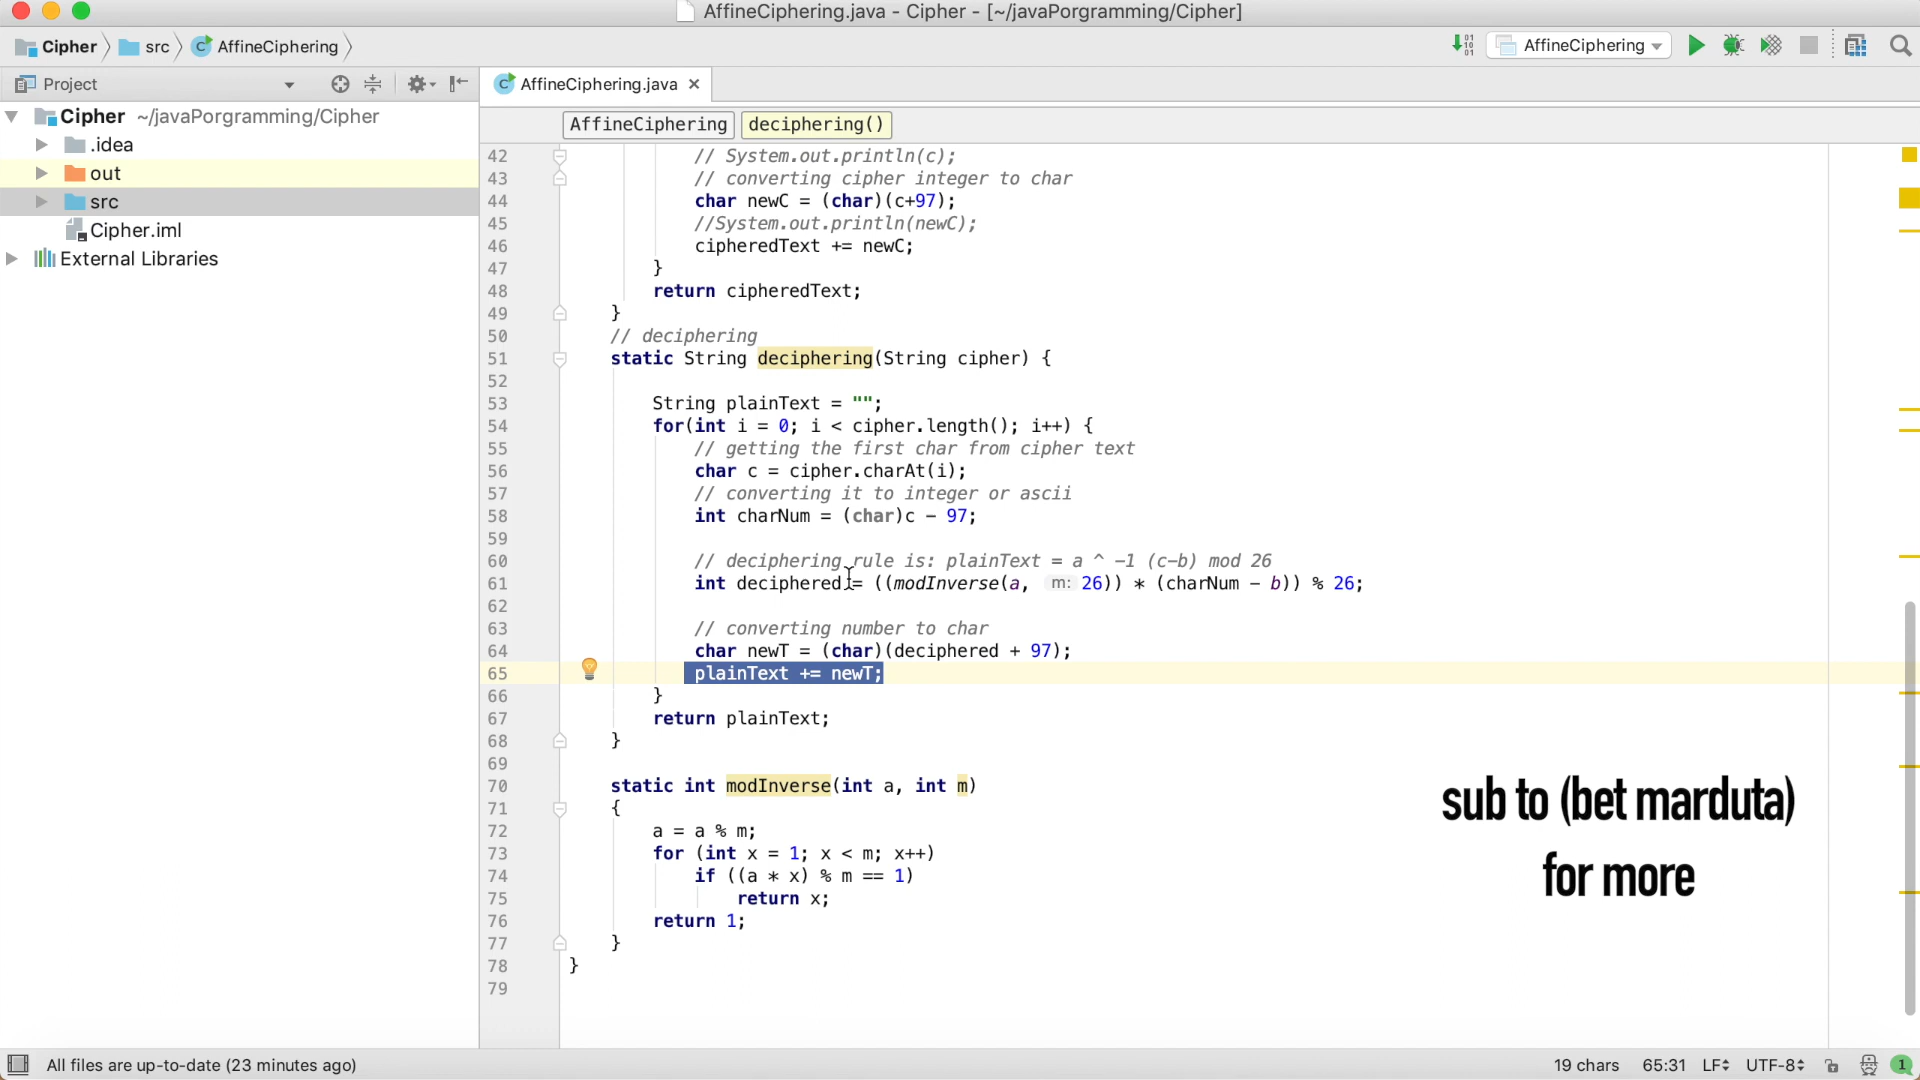 AffineCiphering.java - Cipher - [~/javaPorgramming/Cipher]
Cipher src AffineCiphering AffineCiphering
Project AffineCiphering.java
Cipher ~/javaPorgramming/Cipher
.idea
out
src
Cipher.iml
External Libraries
AffineCiphering deciphering()
42 // System.out.println(c);
43 // converting cipher integer to char
44 char newC = (char)(c+97);
45 //System.out.println(newC);
46 cipheredText += newC;
47 }
48 return cipheredText;
49 }
50 // deciphering
51 static String deciphering(String cipher) {
52
53 String plainText = "";
54 for(int i = 0; i < cipher.length(); i++) {
55 // getting the first char from cipher text
56 char c = cipher.charAt(i);
57 // converting it to integer or ascii
58 int charNum = (char)c - 97;
59
60 // deciphering rule is: plainText = a ^ -1 (c-b) mod 26
61 int deciphered = ((modInverse(a, m: 26)) * (charNum - b)) % 26;
62
63 // converting number to char
64 char newT = (char)(deciphered + 97);
65 plainText += newT;
66 }
67 return plainText;
68 }
69
70 static int modInverse(int a, int m)
71 {
72 a = a % m;
73 for (int x = 1; x < m; x++)
74 if ((a * x) % m == 1)
75 return x;
76 return 1;
77 }
78 }
79
sub to (bet marduta)
for more
All files are up-to-date (23 minutes ago) 19 chars 65:31 LF UTF-8 1